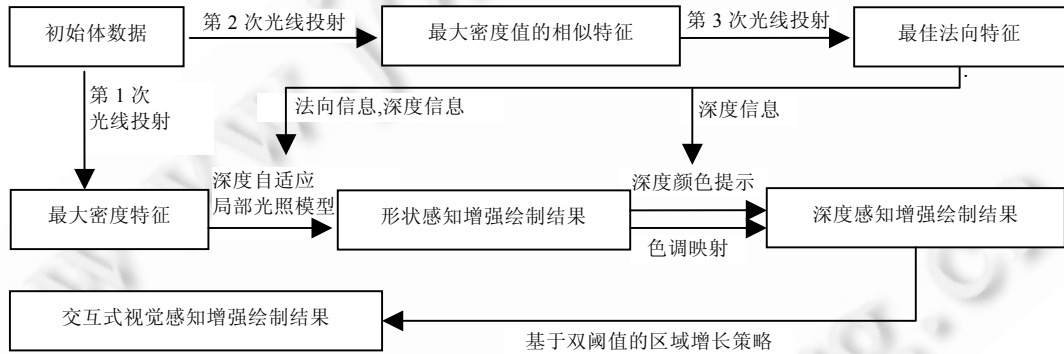 初始体数据
第 2 次光线投射
最大密度值的相似特征
第 3 次光线投射
最佳法向特征
第 1 次
光线投射
法向信息,深度信息
深度信息
最大密度特征
深度自适应
局部光照模型
形状感知增强绘制结果
深度颜色提示
色调映射
深度感知增强绘制结果
交互式视觉感知增强绘制结果
基于双阈值的区域增长策略